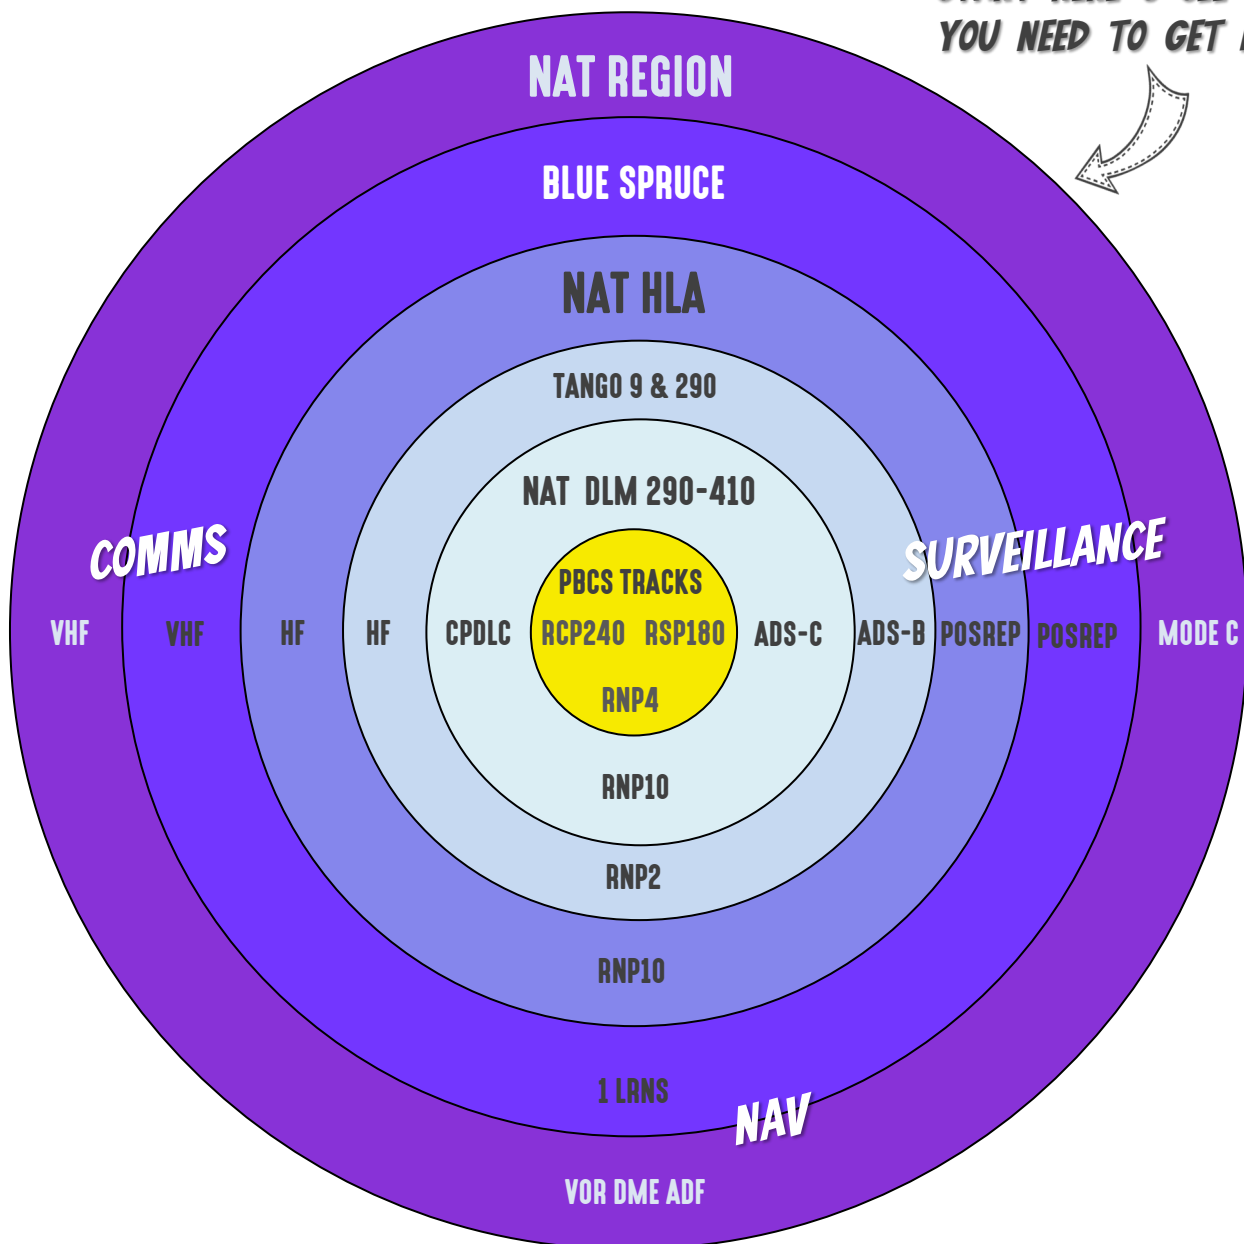 YOU NEED TO GET
NAT REGION
BLUE SPRUCE
NAT HLA
TANGO 9 & 290
NAT DLM 290-410
COMMS
SURVEILLANCE
PBCS TRACKS
VHF VHF HF HF CPDLC RCP240 RSP180 ADS-C ADS-B POSREP POSREP MODE C
RNP4
RNP10
RNP2
RNP10
1 LRNS
NAV
VOR DME ADF